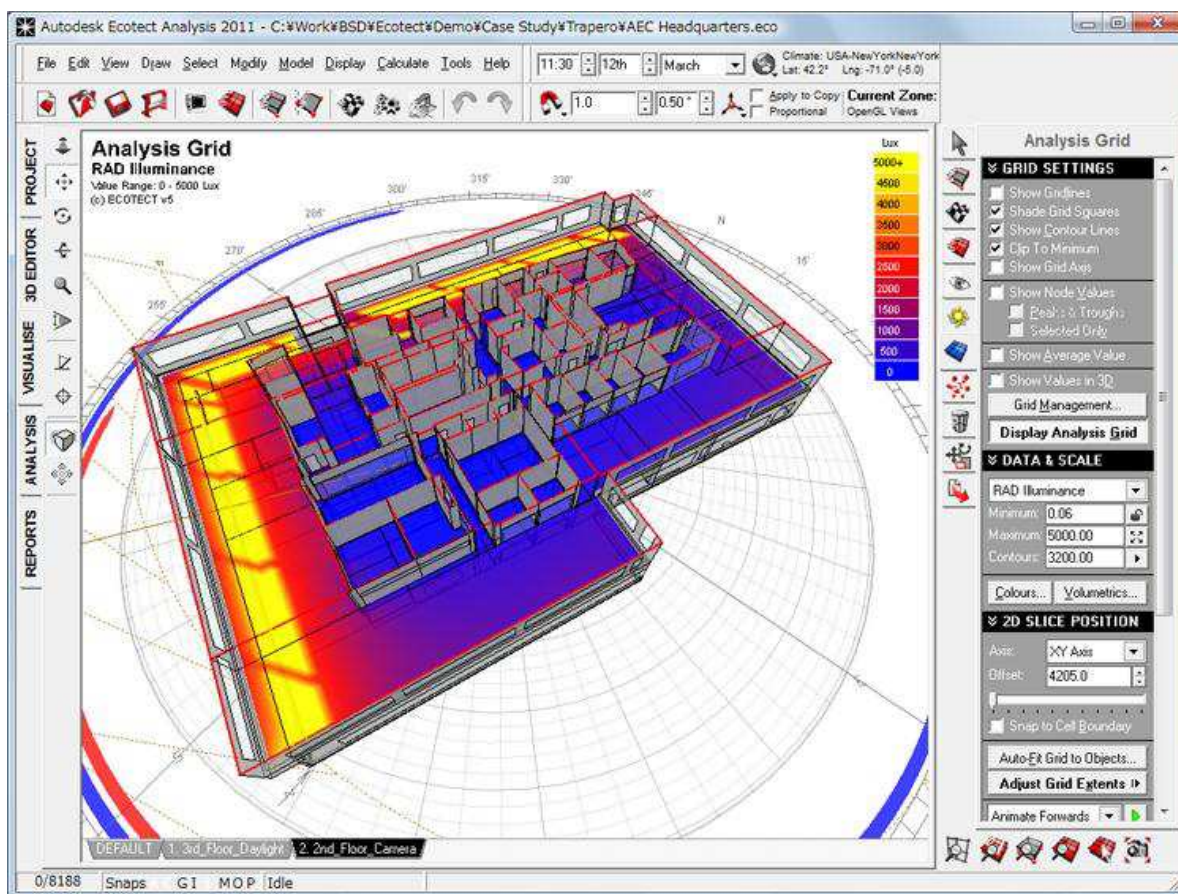 Autodesk Ecotect Analysis 2011 - C:¥Work¥BSD¥Ecotect¥Demo¥Case Study¥Trapero¥AEC Headquarters.eco
File Edit View Draw Select Modify Model Display Calculate Tools Help
11:30 12th March
Climate: USA-NewYorkNewYork
Lat: 42.2° Lng: -71.0° (-5.0)
1.0 0.50°
Apply to Copy
Proportional
Current Zone:
OpenGL Views
PROJECT
3D EDITOR
VISUALISE
ANALYSIS
REPORTS
Analysis Grid
RAD Illuminance
Value Range: 0 - 5000 Lux
(c) ECOTECT v5
300°
315°
330°
345°
N
15°
285°
270°
255°
Lux
5000+
4500
4000
3500
3000
2500
2000
1500
1000
500
0
Analysis Grid
GRID SETTINGS
Show Gridlines
Shade Grid Squares
Show Contour Lines
Clip To Minimum
Show Grid Axis
Show Node Values
Peaks & Troughs
Selected Only
Show Average Value
Show Values in 3D
Grid Management...
Display Analysis Grid
DATA & SCALE
RAD Illuminance
Minimum: 0.06
Maximum: 5000.00
Contours: 3200.00
Colours... Volumetrics...
2D SLICE POSITION
Axis: XY Axis
Offset: 4205.0
Snap to Cell Boundary
Auto-Fit Grid to Objects...
Adjust Grid Extents
Animate Forwards
DEFAULT 1. 3rd_Floor_Daylight 2. 2nd_Floor_Camera
0/8188 Snaps G I M O P Idle